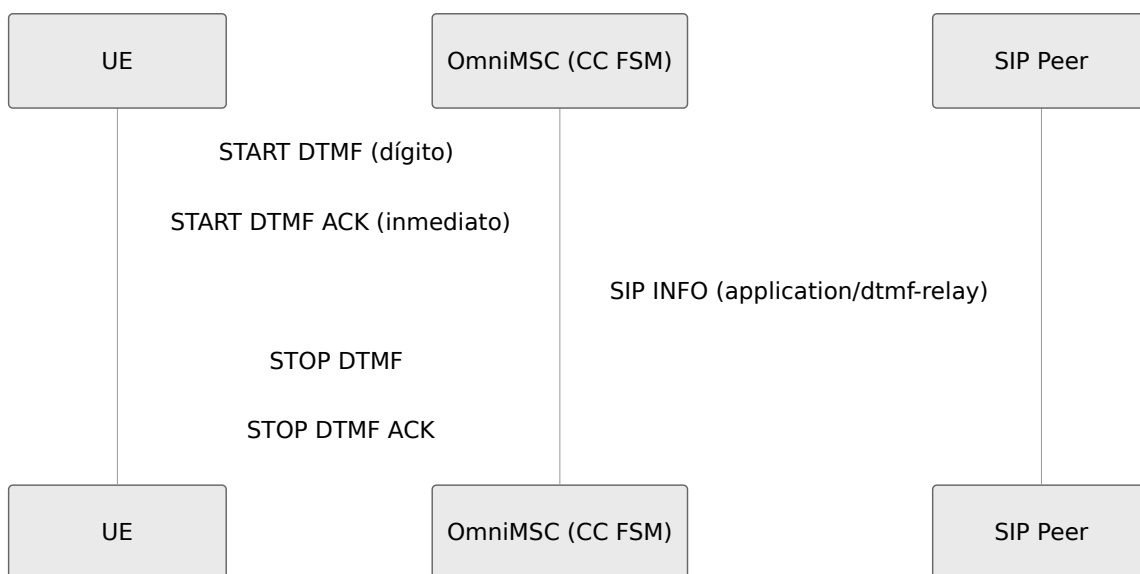 UE
OmniMSC (CC FSM)
SIP Peer
START DTMF (dígito)
START DTMF ACK (inmediato)
SIP INFO (application/dtmf-relay)
STOP DTMF
STOP DTMF ACK
UE
OmniMSC (CC FSM)
SIP Peer